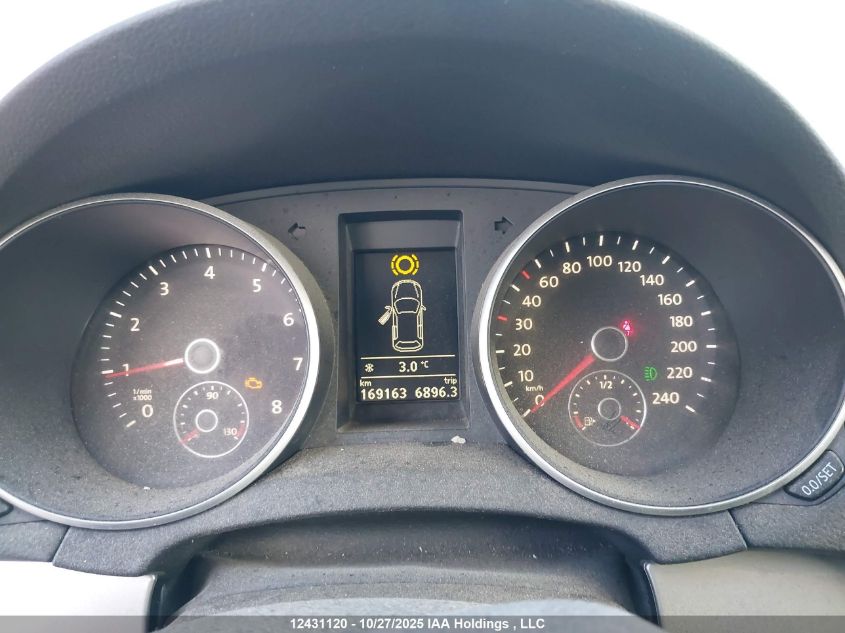 0 1 2 3 4 5 6 7 8
1/min
x1000
90
130
3.0 °C
km trip
169163 6896.3
0 10 20 30 40 60 80 100 120 140 160 180 200 220 240
km/h
1/2
0.0/SET
12431120 - 10/27/2025 IAA Holdings , LLC